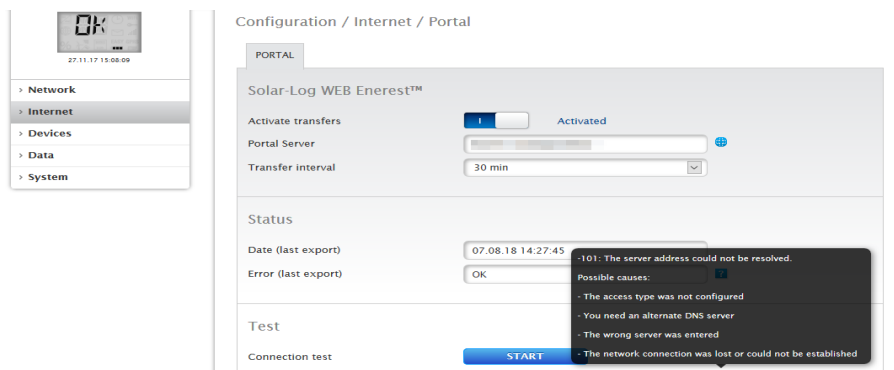 Configuration / Internet / Portal
OK
27.11.17 15:08:09
› Network
› Internet
› Devices
› Data
› System
PORTAL
Solar-Log WEB Enerest™
Activate transfers I Activated
Portal Server
Transfer interval 30 min
Status
Date (last export) 07.08.18 14:27:45
Error (last export) OK ?
-101: The server address could not be resolved.
Possible causes:
- The access type was not configured
- You need an alternate DNS server
- The wrong server was entered
- The network connection was lost or could not be established
Test
Connection test START